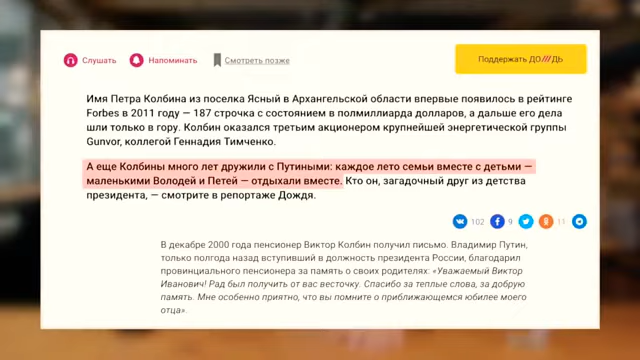 Слушать Напоминать Смотреть позже Поддержать ДО///ДЬ
Имя Петра Колбина из поселка Ясный в Архангельской области впервые появилось в рейтинге
Forbes в 2011 году — 187 строчка с состоянием в полмиллиарда долларов, а дальше его дела
шли только в гору. Колбин оказался третьим акционером крупнейшей энергетической группы
Gunvor, коллегой Геннадия Тимченко.
А еще Колбины много лет дружили с Путиными: каждое лето семьи вместе с детьми —
маленькими Володей и Петей — отдыхали вместе. Кто он, загадочный друг из детства
президента, — смотрите в репортаже Дождя.
102 9 11
В декабре 2000 года пенсионер Виктор Колбин получил письмо. Владимир Путин,
только полгода назад вступивший в должность президента России, благодарил
провинциального пенсионера за память о своих родителях: «Уважаемый Виктор
Иванович! Рад был получить от вас весточку. Спасибо за теплые слова, за добрую
память. Мне особенно приятно, что вы помните о приближающемся юбилее моего
отца».